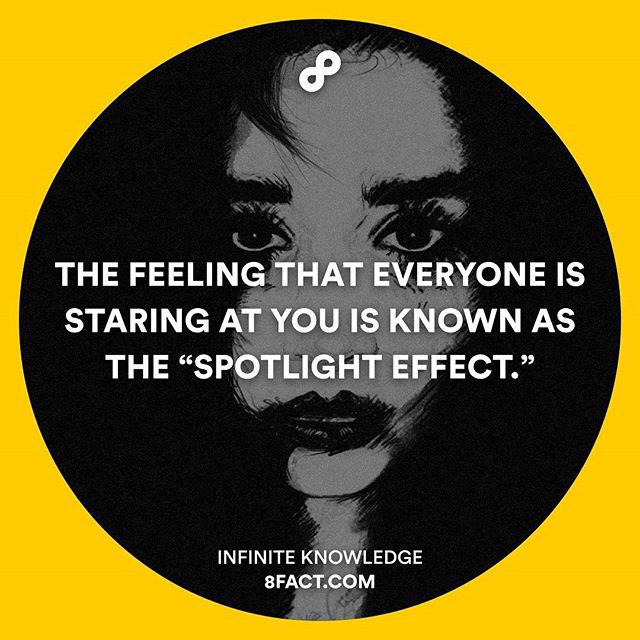 THE FEELING THAT EVERYONE IS
STARING AT YOU IS KNOWN AS
THE “SPOTLIGHT EFFECT.”
INFINITE KNOWLEDGE
8FACT.COM